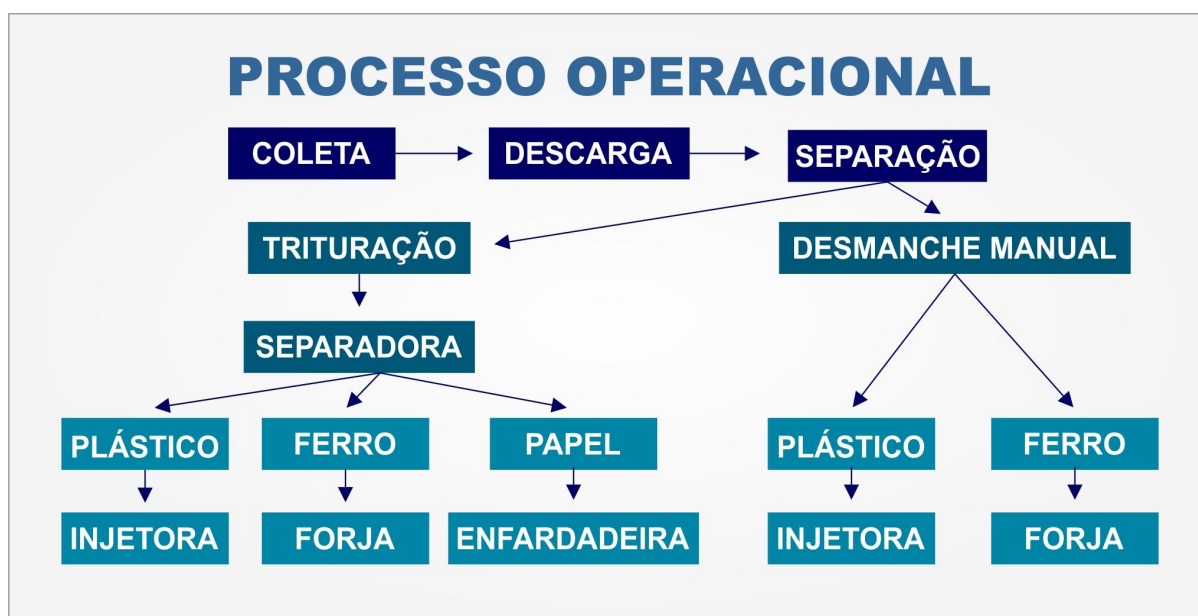 PROCESSO OPERACIONAL
COLETA
DESCARGA
SEPARAÇÃO
TRITURAÇÃO
DESMANCHE MANUAL
SEPARADORA
PLÁSTICO
FERRO
PAPEL
PLÁSTICO
FERRO
INJETORA
FORJA
ENFARDADEIRA
INJETORA
FORJA